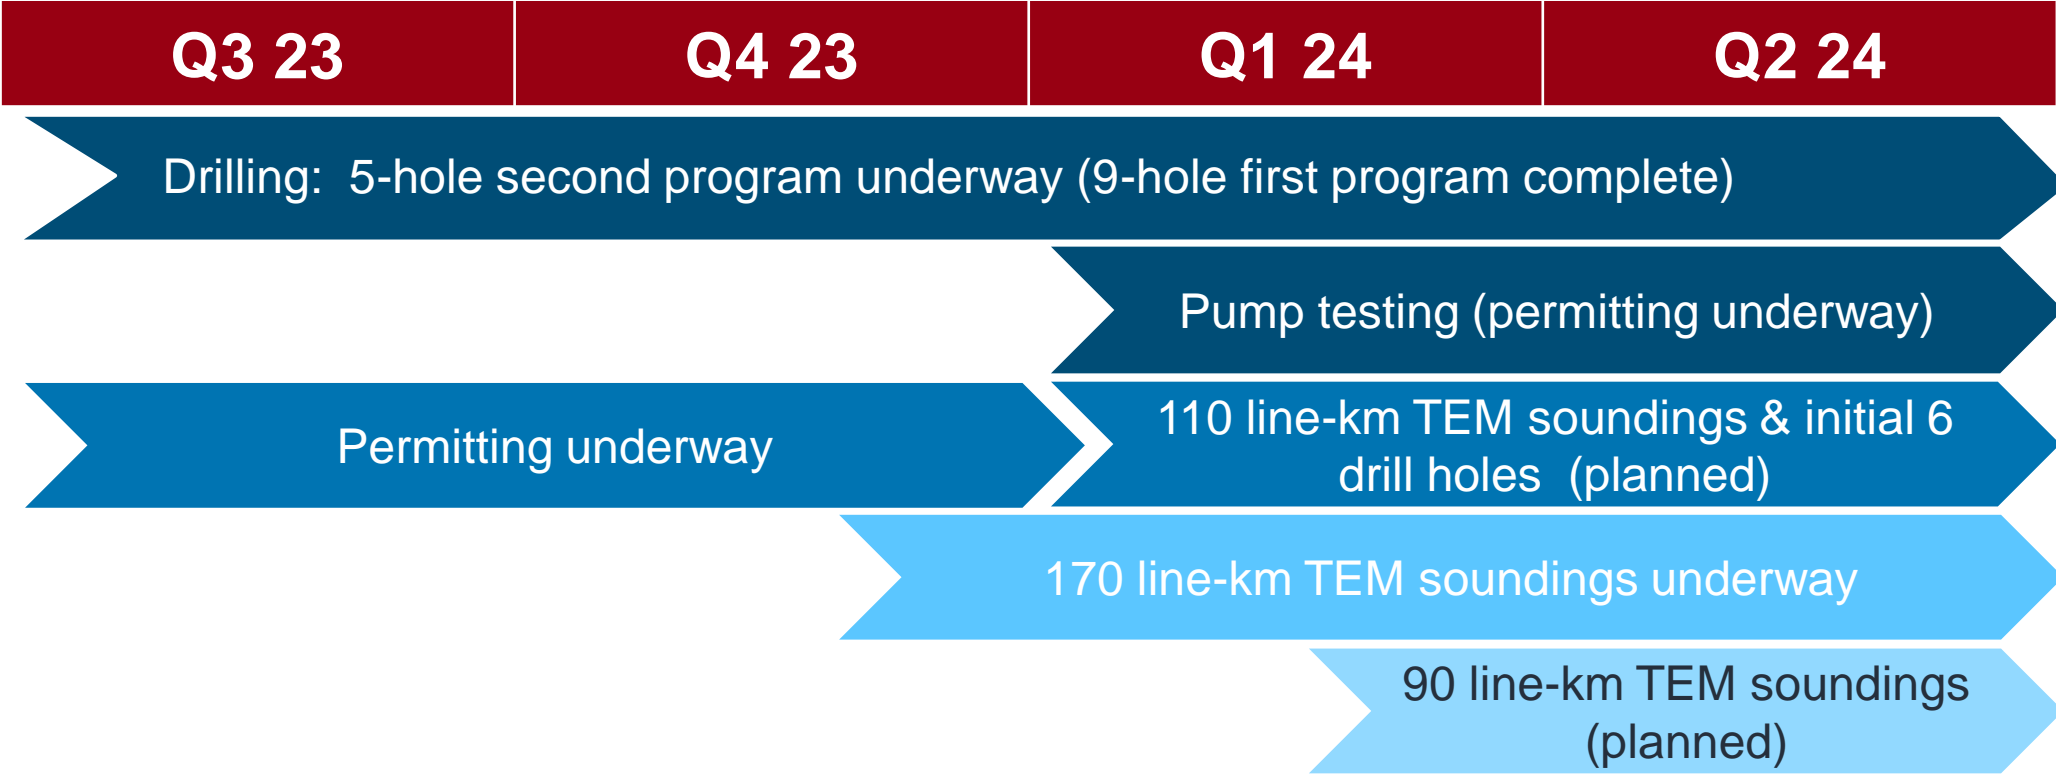 Q3 23 Q4 23 Q1 24 Q2 24
Drilling:  5-hole second program underway (9-hole first program complete)
Pump testing (permitting underway)
Permitting underway
110 line-km TEM soundings & initial 6
drill holes  (planned)
170 line-km TEM soundings underway
90 line-km TEM soundings
(planned)